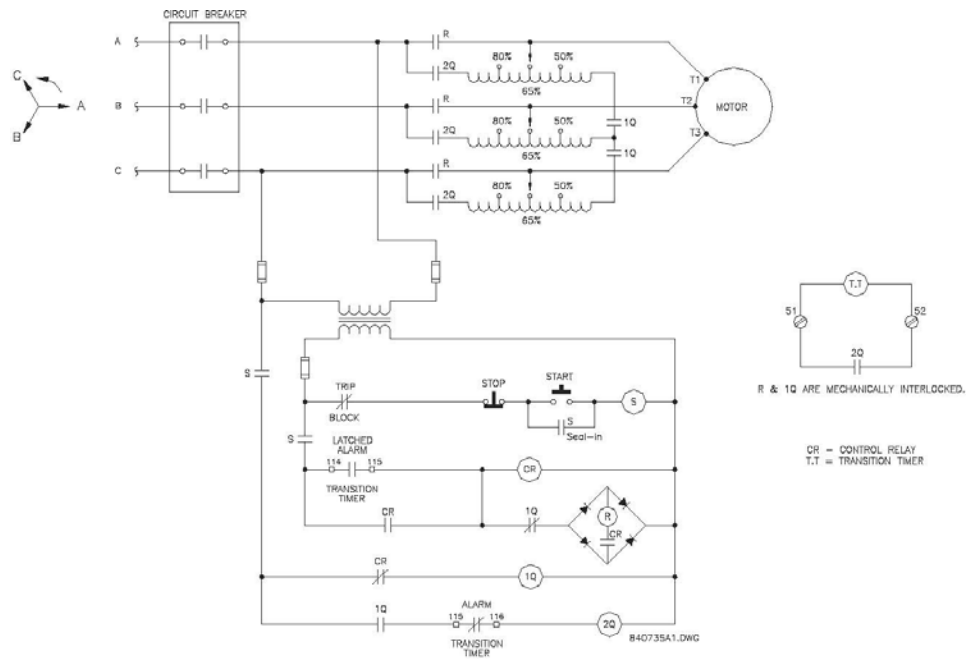 CIRCUIT BREAKER
A
R
80%
50%
2Q
65%
T1
C
A
B
B
R
T2
MOTOR
80%
50%
1Q
2Q
65%
T3
1Q
C
R
80%
50%
2Q
65%
T.T
51
52
2Q
R & 1Q ARE MECHANICALLY INTERLOCKED.
S
TRIP
BLOCK
STOP
START
S
S
Seal-in
S
LATCHED
ALARM
114
115
CR
CR = CONTROL RELAY
T.T = TRANSITION TIMER
TRANSITION
TIMER
CR
1Q
R
CR
CR
1Q
1Q
ALARM
115
116
2Q
TRANSITION
TIMER
840735A1.DWG